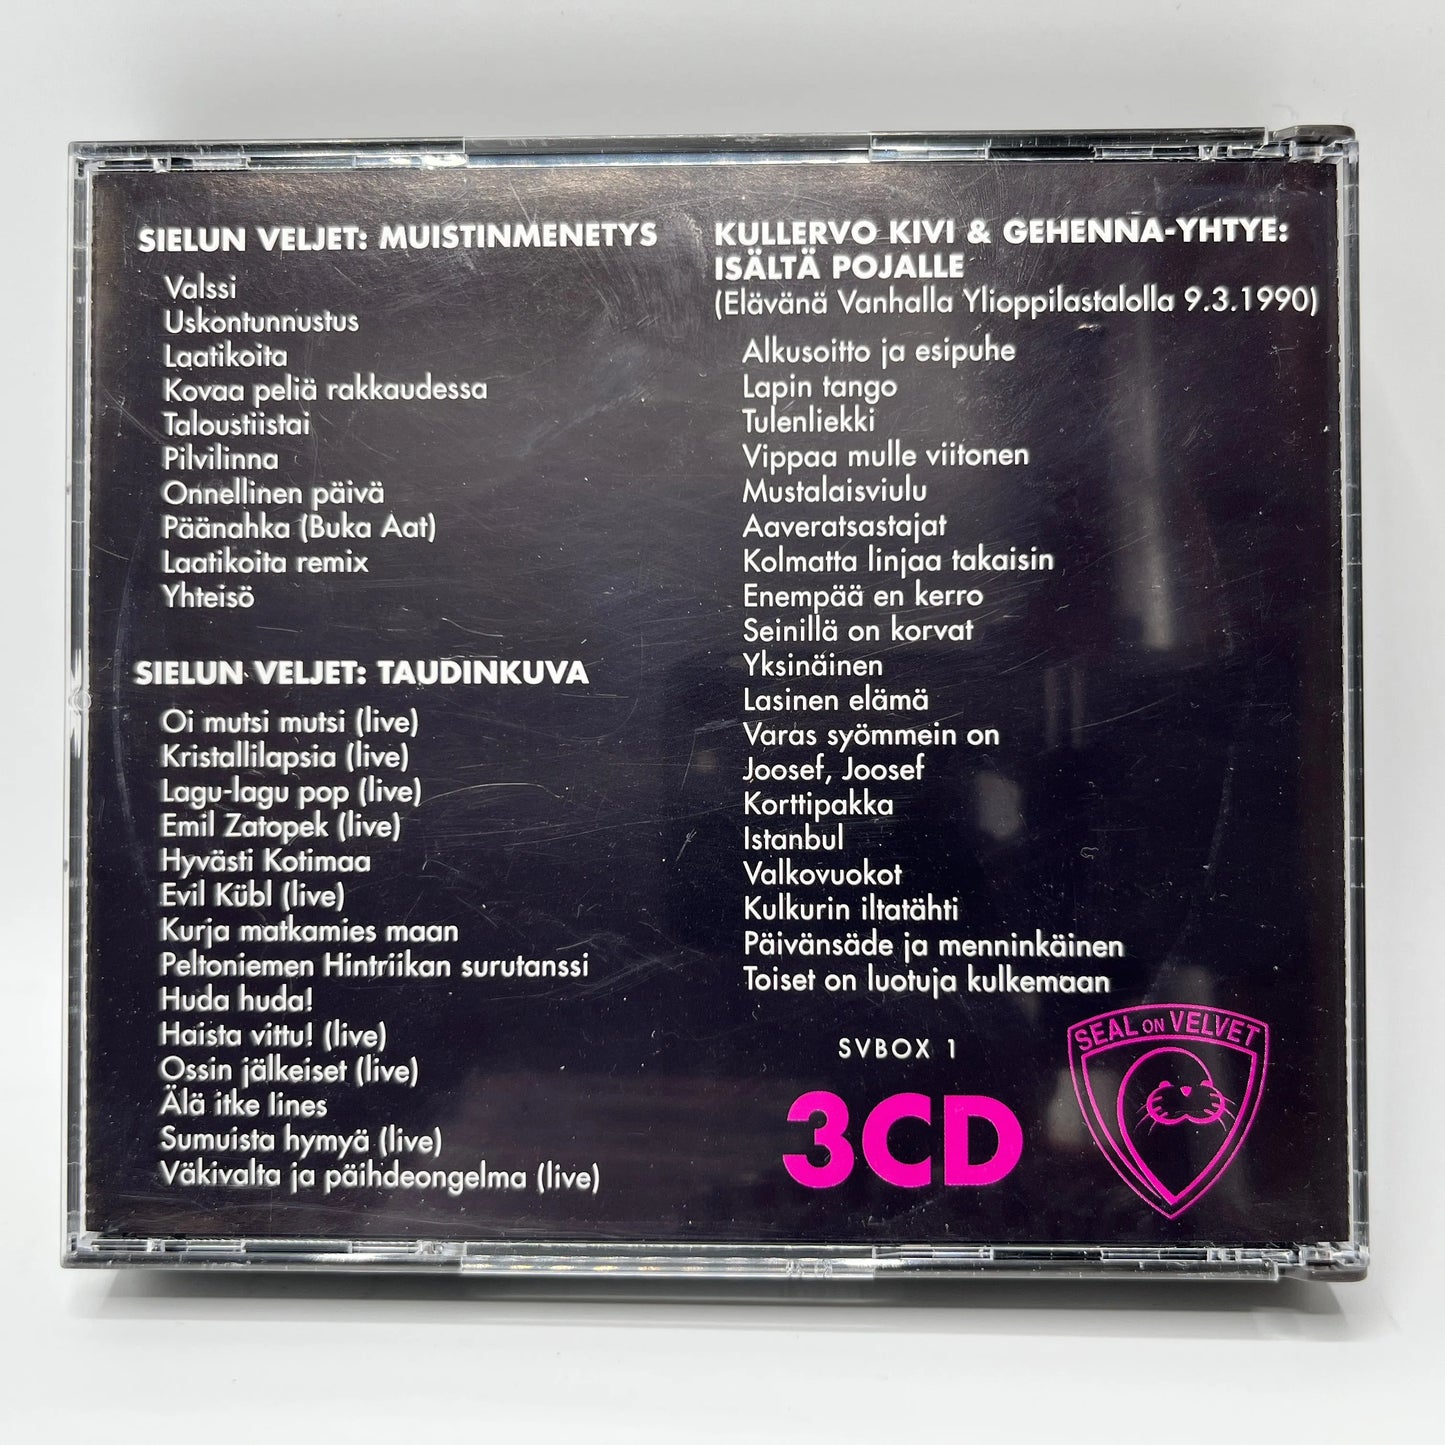 SIELUN VELJET: MUISTINMENETYS
Valssi
Uskontunnustus
Laatikoita
Kovaa peliä rakkaudessa
Taloustiistai
Pilvilinna
Onnellinen päivä
Päänahka (Buka Aat)
Laatikoita remix
Yhteisö
SIELUN VELJET: TAUDINKUVA
Oi mutsi mutsi (live)
Kristallilapsia (live)
Lagu-lagu pop (live)
Emil Zatopek (live)
Hyvästi Kotimaa
Evil Kübl (live)
Kurja matkamies maan
Peltoniemen Hintriikan surutanssi
Huda huda!
Haista vittu! (live)
Ossin jälkeiset (live)
Älä itke Iines
Sumuista hymyä (live)
Väkivalta ja päihdeongelma (live)
KULLERVO KIVI & GEHENNA-YHTYE:
ISÄLTÄ POJALLE
(Elävänä Vanhalla Ylioppilastalolla 9.3.1990)
Alkusoitto ja esipuhe
Lapin tango
Tulenliekki
Vippaa mulle viitonen
Mustalaisviulu
Aaveratsastajat
Kolmatta linjaa takaisin
Enempää en kerro
Seinillä on korvat
Yksinäinen
Lasinen elämä
Varas syömmein on
Joosef, Joosef
Korttipakka
Istanbul
Valkovuokot
Kulkurin iltatähti
Päivänsäde ja menninkäinen
Toiset on luotuja kulkemaan
SVBOX 1
3CD
SEAL ON VELVET